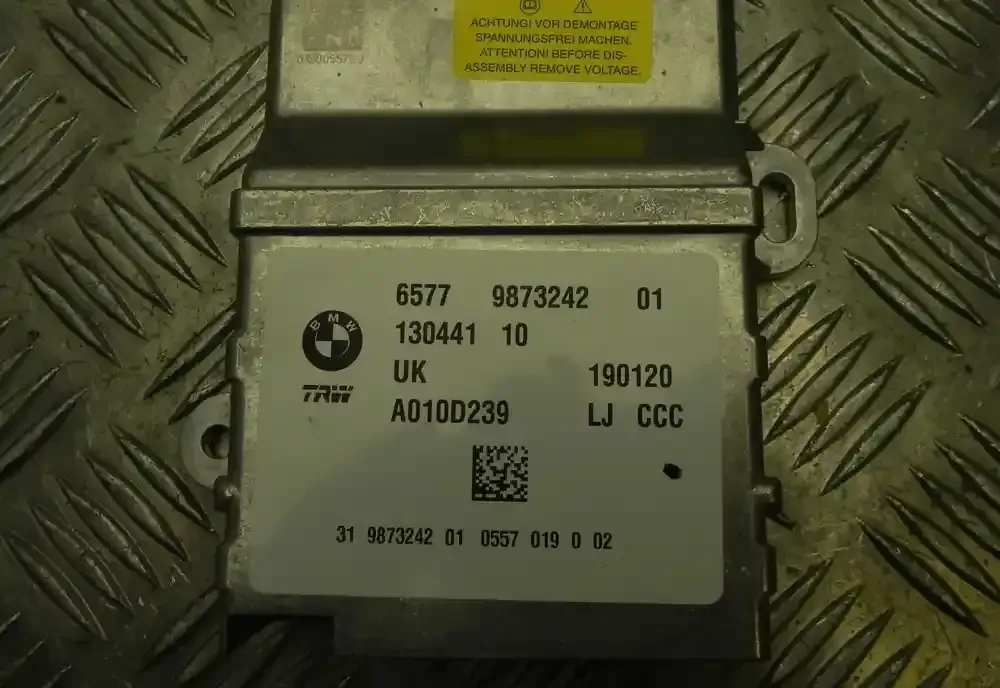 ACHTUNG! VOR DEMONTAGE
SPANNUNGSFREI MACHEN.
ATTENTION! BEFORE DIS-
ASSEMBLY REMOVE VOLTAGE.
6577 9873242 01
BMW
130441 10
UK 190120
TRW
A010D239 LJ CCC
31 9873242 01 0557 019 0 02